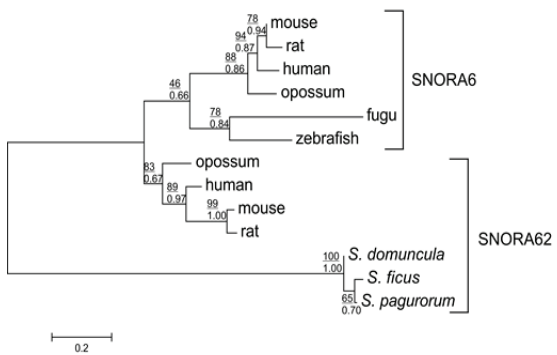 78
mouse
0.94
94
rat
0.87
88
human
0.86
opossum
SNORA6
46
0.66
78
fugu
0.84
zebrafish
83
opossum
0.67
89
human
0.97
99
mouse
1.00
rat
SNORA62
100
S. domuncula
1.00
S. ficus
65
S. pagurorum
0.70
0.2